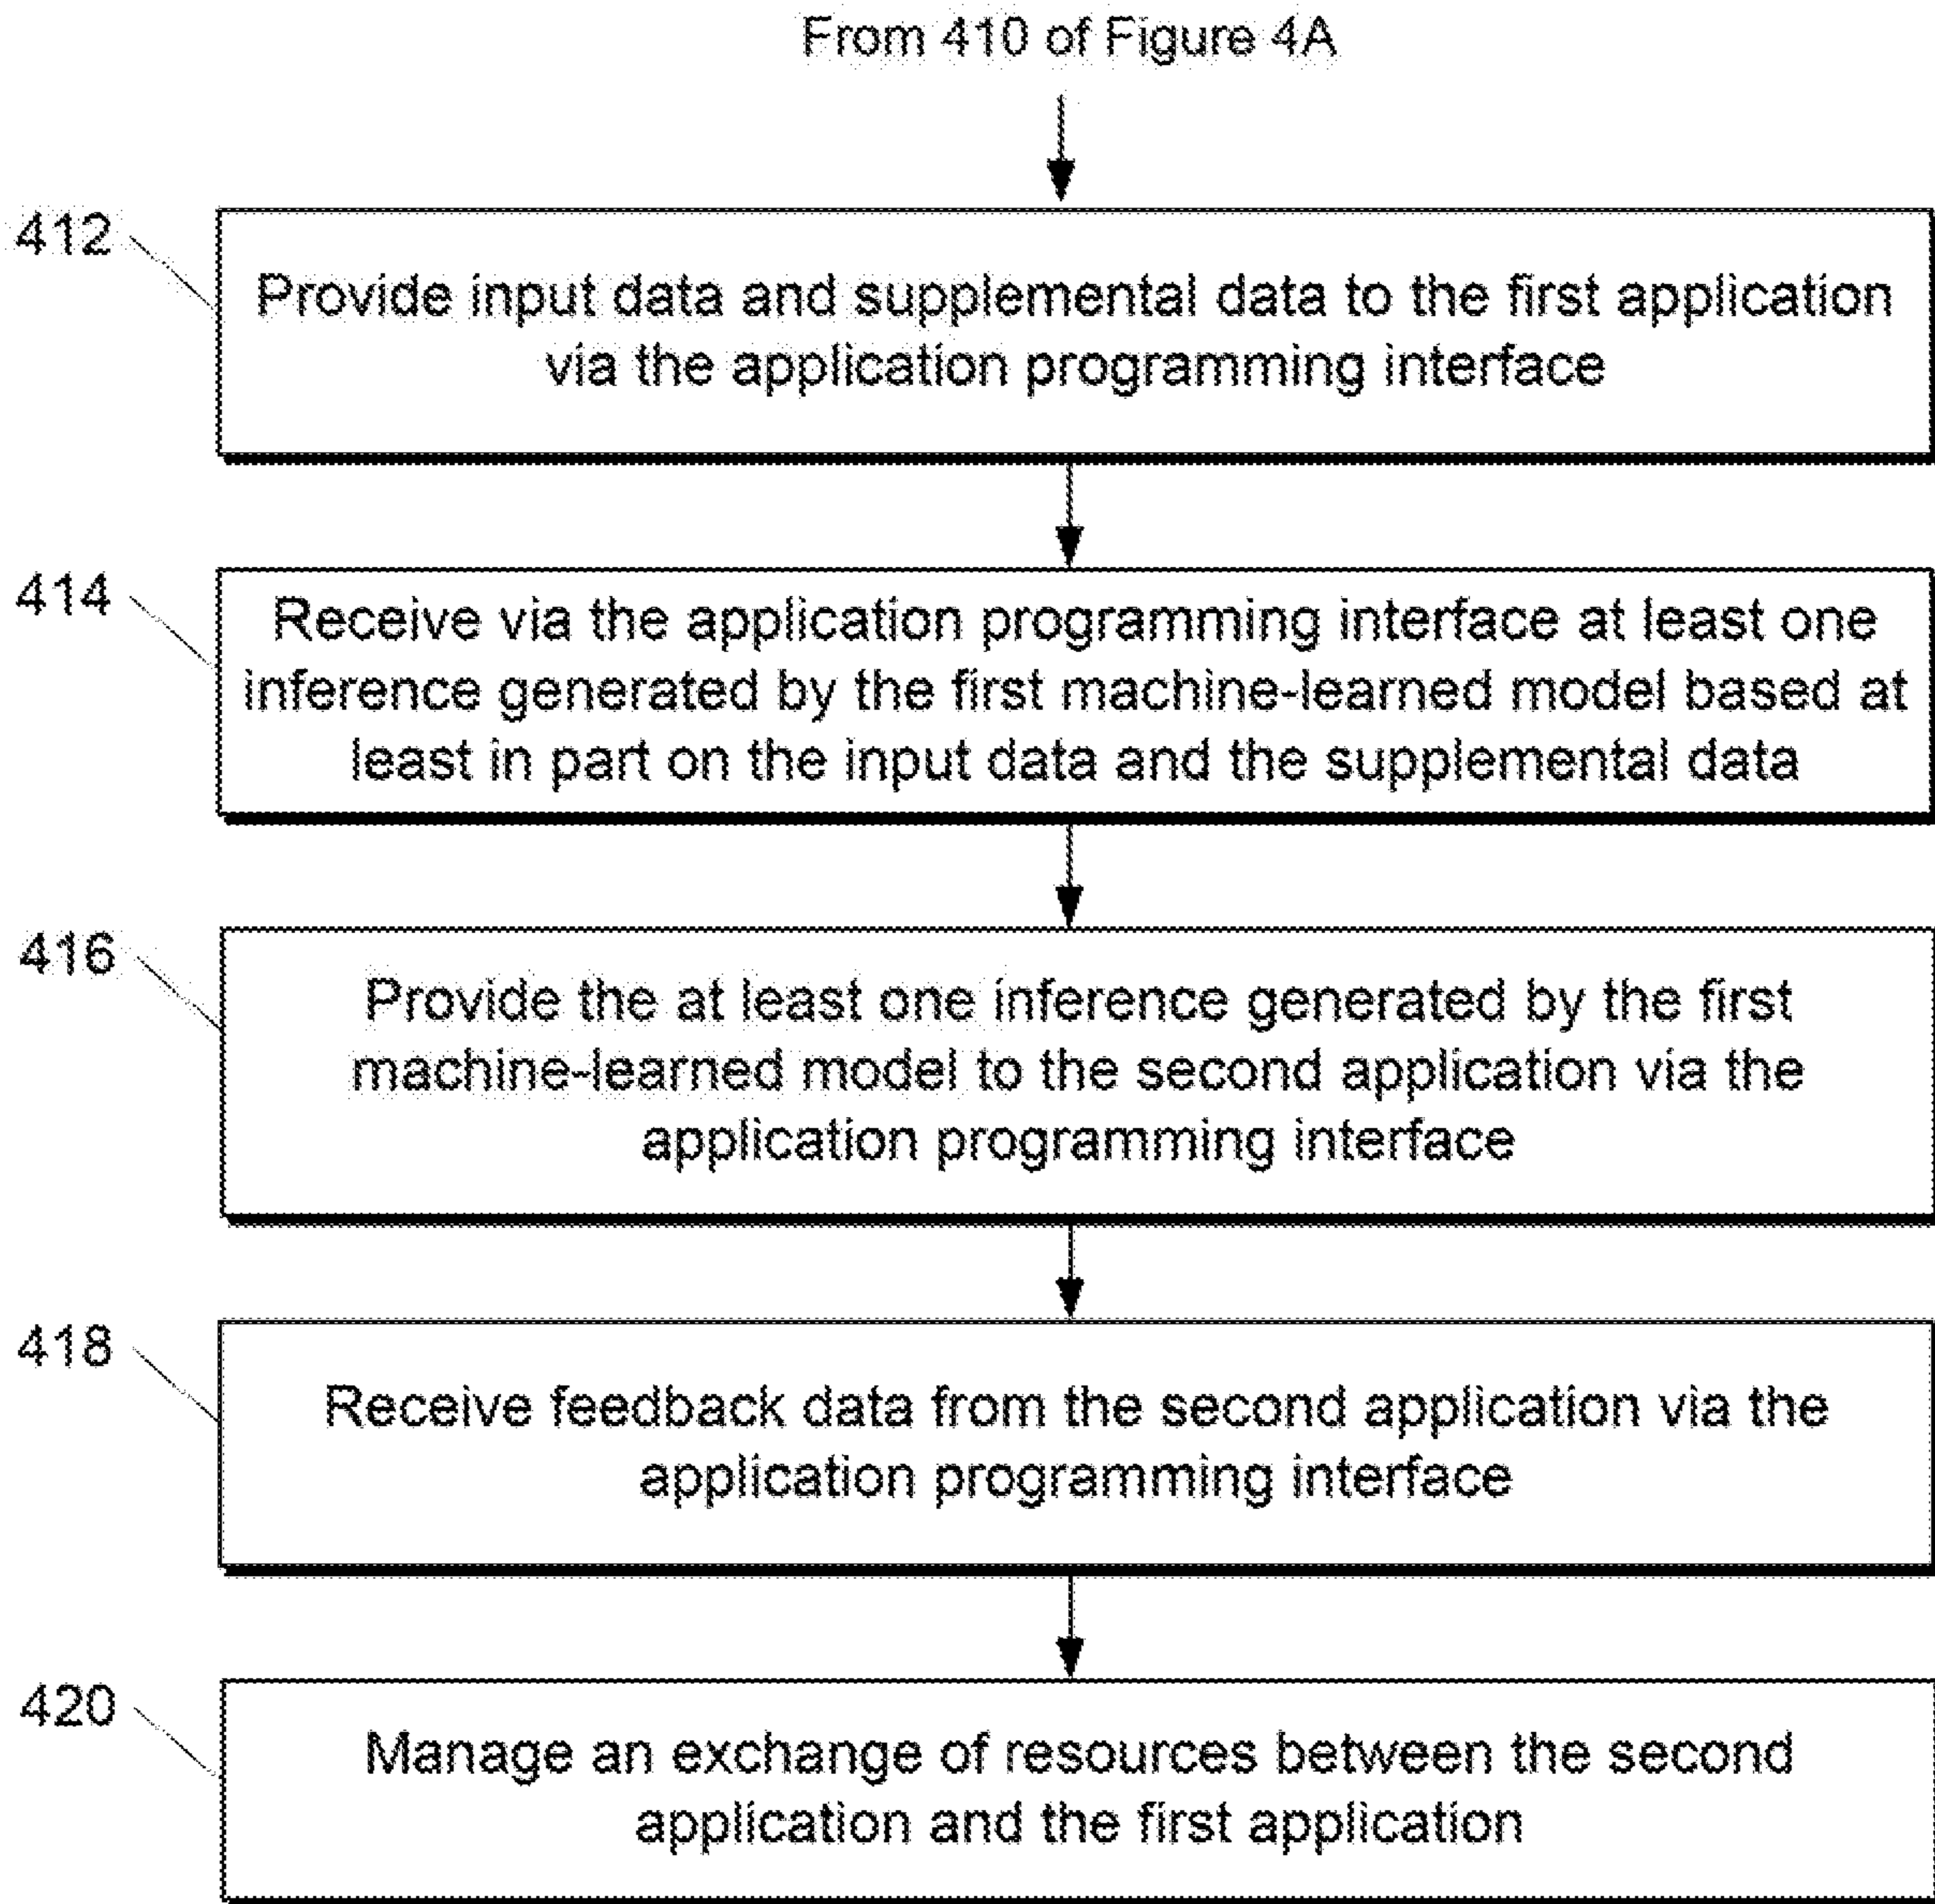 From 410 of Figure 4A
412
Provide input data and supplemental data to the first application
via the application programming interface
414
Receive via the application programming interface at least one
inference generated by the first machine-learned model based at
least in part on the input data and the supplemental data
416
Provide the at least one inference generated by the first
machine-learned model to the second application via the
application programming interface
418
Receive feedback data from the second application via the
application programming interface
420
Manage an exchange of resources between the second
application and the first application